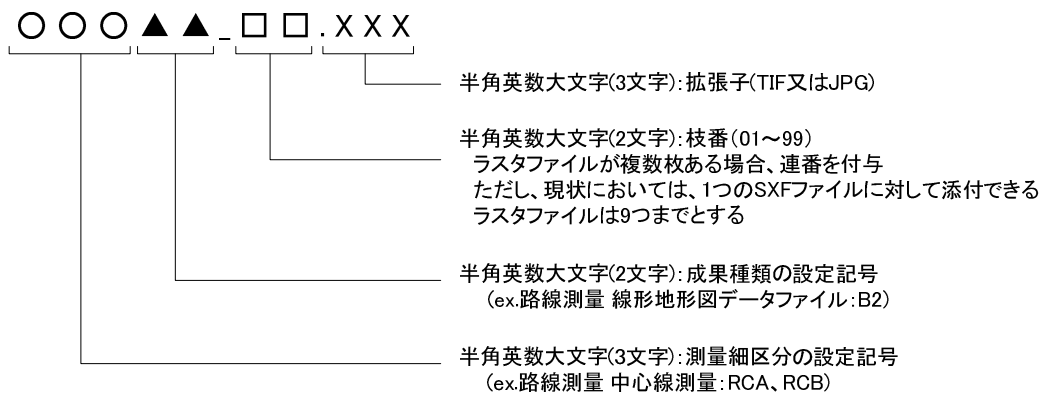 ○○○▲▲_□□.XXX
半角英数大文字(3文字):拡張子(TIF又はJPG)
半角英数大文字(2文字):枝番(01～99)
ラスタファイルが複数枚ある場合、連番を付与
ただし、現状においては、1つのSXFファイルに対して添付できる
ラスタファイルは9つまでとする
半角英数大文字(2文字):成果種類の設定記号
(ex.路線測量 線形地形図データファイル:B2)
半角英数大文字(3文字):測量細区分の設定記号
(ex.路線測量 中心線測量:RCA、RCB)